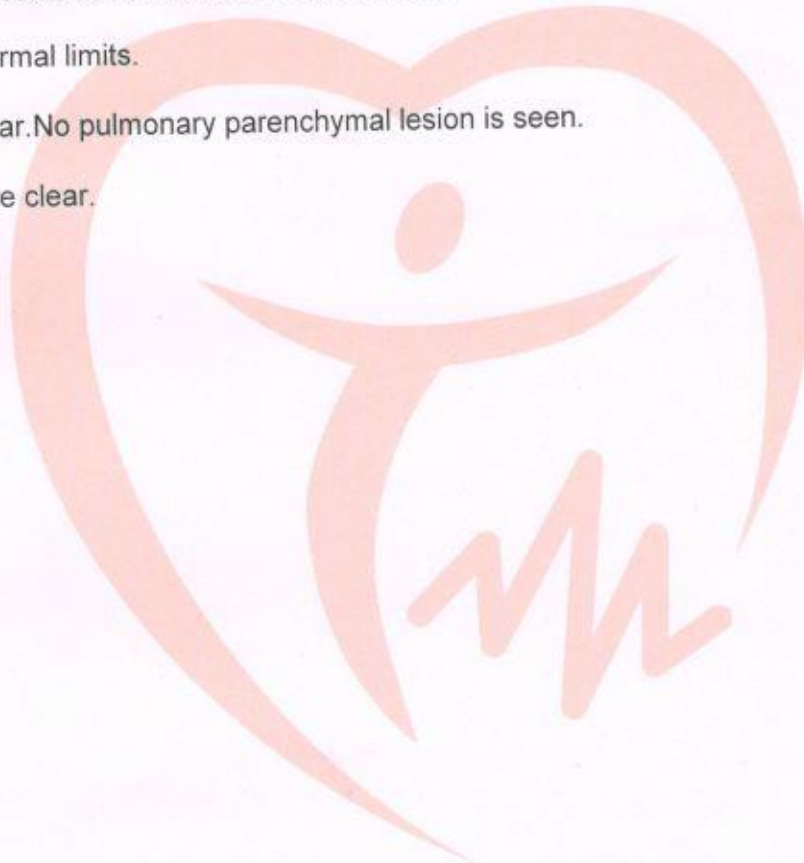 rmal limits.
ar.No pulmonary parenchymal lesion is seen.
e clear.